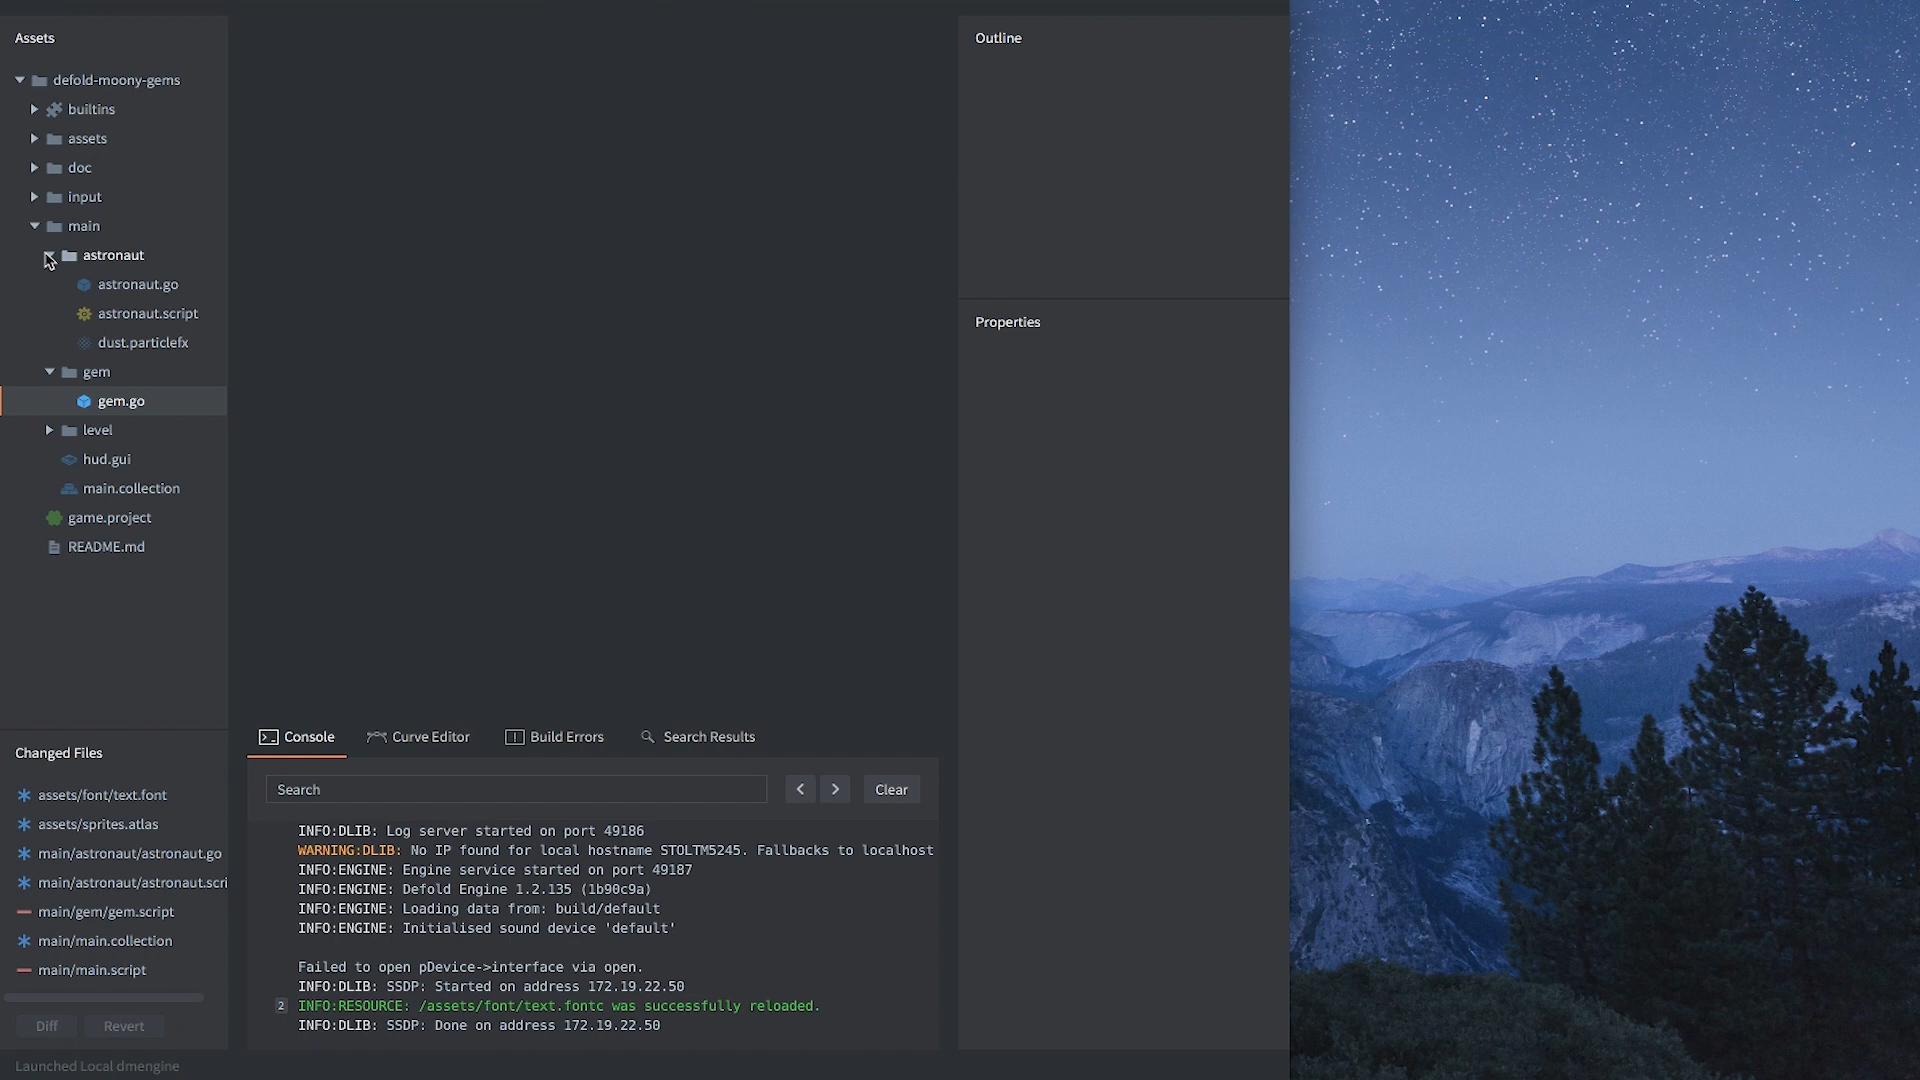 Assets
defold-moony-gems
builtins
assets
doc
input
main
astronaut
astronaut.go
astronaut.script
dust.particlefx
gem
gem.go
level
hud.gui
main.collection
game.project
README.md
Changed Files
assets/font/text.font
assets/sprites.atlas
main/astronaut/astronaut.go
main/astronaut/astronaut.scri
main/gem/gem.script
main/main.collection
main/main.script
Diff Revert
Launched Local dmengine
Console Curve Editor Build Errors Search Results
Search Clear
INFO:DLIB: Log server started on port 49186
WARNING:DLIB: No IP found for local hostname STOLTM5245. Fallbacks to localhost
INFO:ENGINE: Engine service started on port 49187
INFO:ENGINE: Defold Engine 1.2.135 (1b90c9a)
INFO:ENGINE: Loading data from: build/default
INFO:ENGINE: Initialised sound device 'default'
Failed to open pDevice->interface via open.
INFO:DLIB: SSDP: Started on address 172.19.22.50
2 INFO:RESOURCE: /assets/font/text.fontc was successfully reloaded.
INFO:DLIB: SSDP: Done on address 172.19.22.50
Outline
Properties